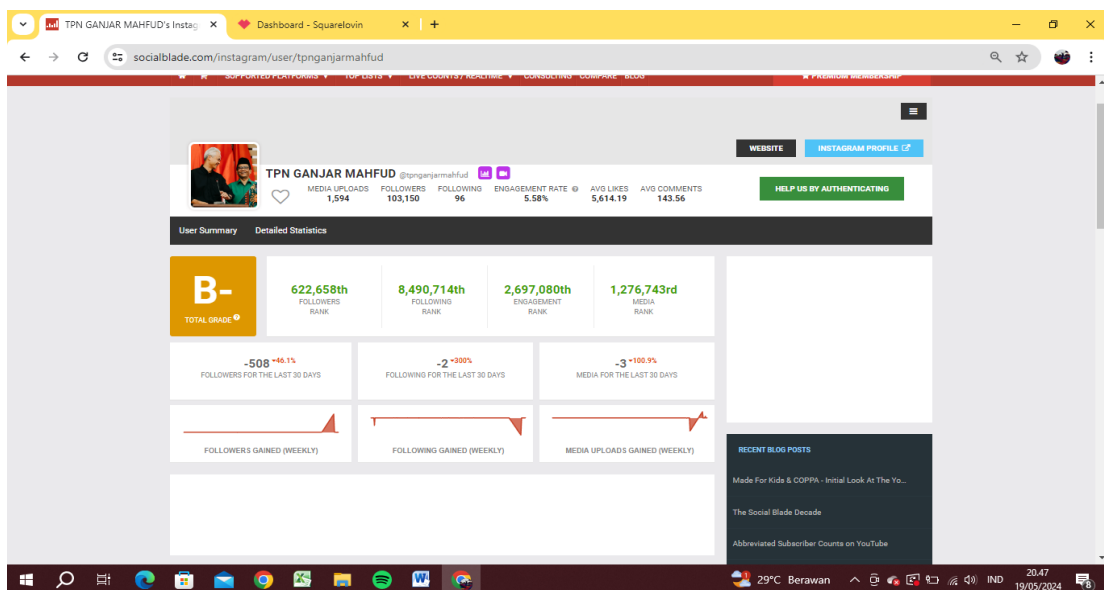 TPN GANJAR MAHFUD's Instag
Dashboard - Squarelovin
socialblade.com/instagram/user/tpnganjarmahfud
SUPPORTED PLATFORMS TOP LISTS LIVE COUNTS / REALTIME CONSULTING COMPARE BLOG PREMIUM MEMBERSHIP
WEBSITE INSTAGRAM PROFILE
TPN GANJAR MAHFUD @tpnganjarmahfud
MEDIA UPLOADS FOLLOWERS FOLLOWING ENGAGEMENT RATE AVG LIKES AVG COMMENTS
1,594 103,150 96 5.58% 5,614.19 143.56
HELP US BY AUTHENTICATING
User Summary Detailed Statistics
B-
TOTAL GRADE
622,658th 8,490,714th 2,697,080th 1,276,743rd
FOLLOWERS FOLLOWING ENGAGEMENT MEDIA
RANK RANK RANK RANK
-508 46.1% -2 300% -3 100.9%
FOLLOWERS FOR THE LAST 30 DAYS FOLLOWING FOR THE LAST 30 DAYS MEDIA FOR THE LAST 30 DAYS
FOLLOWERS GAINED (WEEKLY) FOLLOWING GAINED (WEEKLY) MEDIA UPLOADS GAINED (WEEKLY)
RECENT BLOG POSTS
Made For Kids & COPPA - Initial Look At The Yo...
The Social Blade Decade
Abbreviated Subscriber Counts on YouTube
29°C Berawan IND 20.47
19/05/2024
8